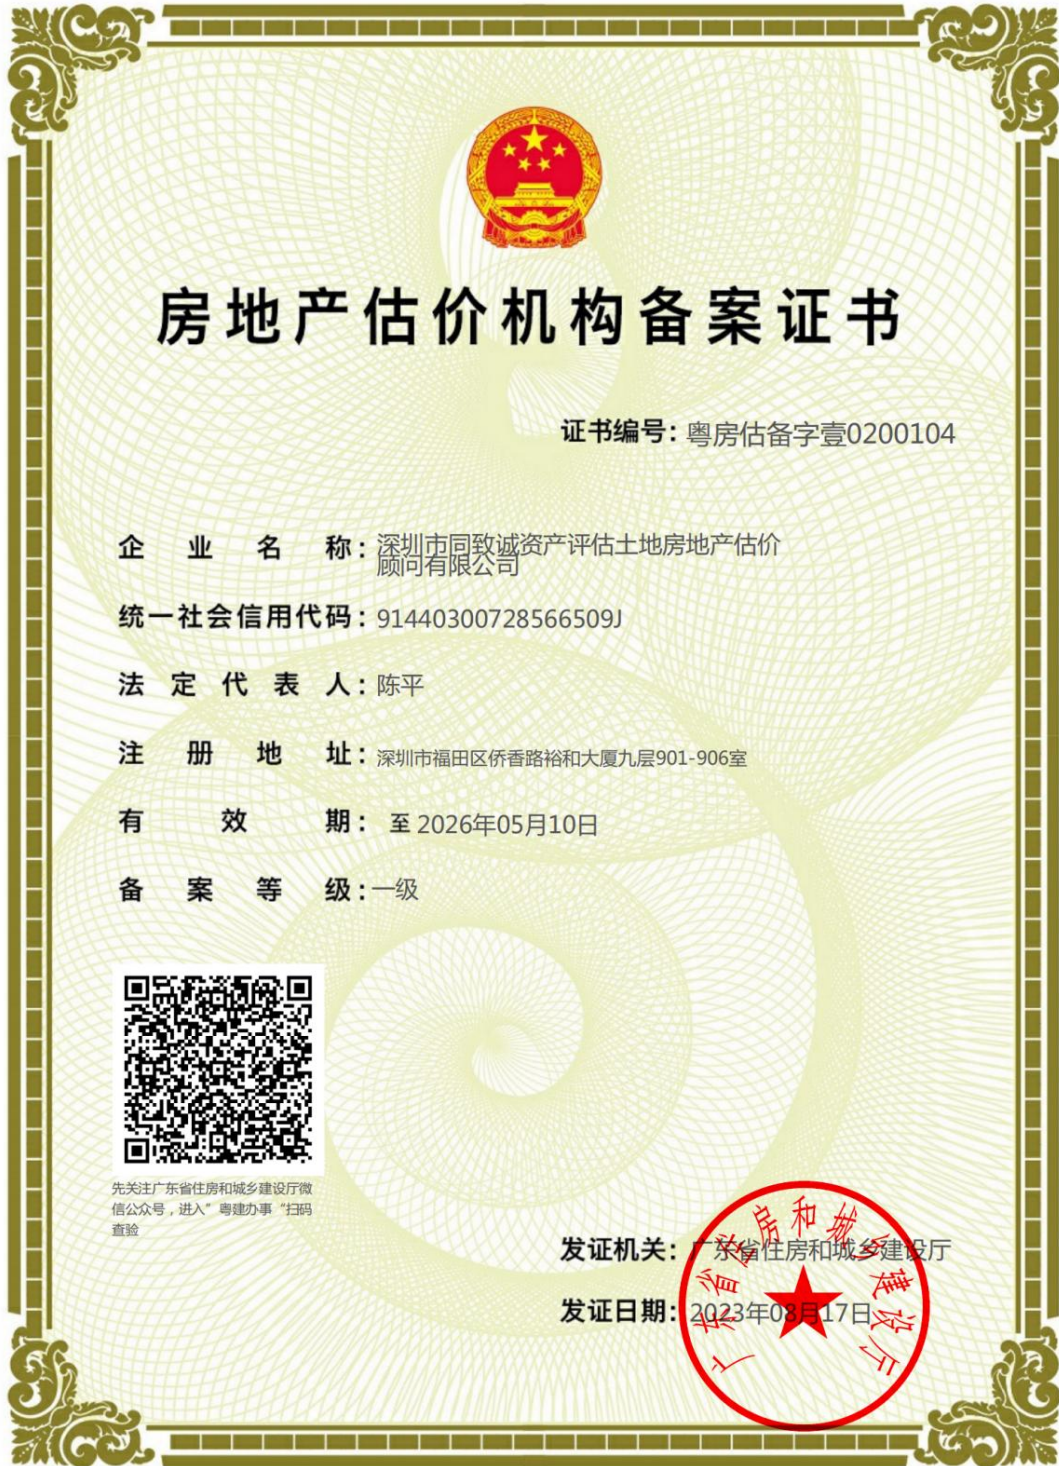 房地产估价机构备案证书
证书编号：粤房估备字壹0200104
企业名称：深圳市同致诚资产评估土地房地产估价
顾问有限公司
统一社会信用代码：91440300728566509J
法定代表人：陈平
注册地址：深圳市福田区侨香路裕和大厦九层901-906室
有效期：至2026年05月10日
备案等级：一级
先关注广东省住房和城乡建设厅微
信公众号，进入”粤建办事“扫码
查验
发证机关：广东省住房和城乡建设厅
发证日期：2023年08月17日
广东省住房和城乡建设厅